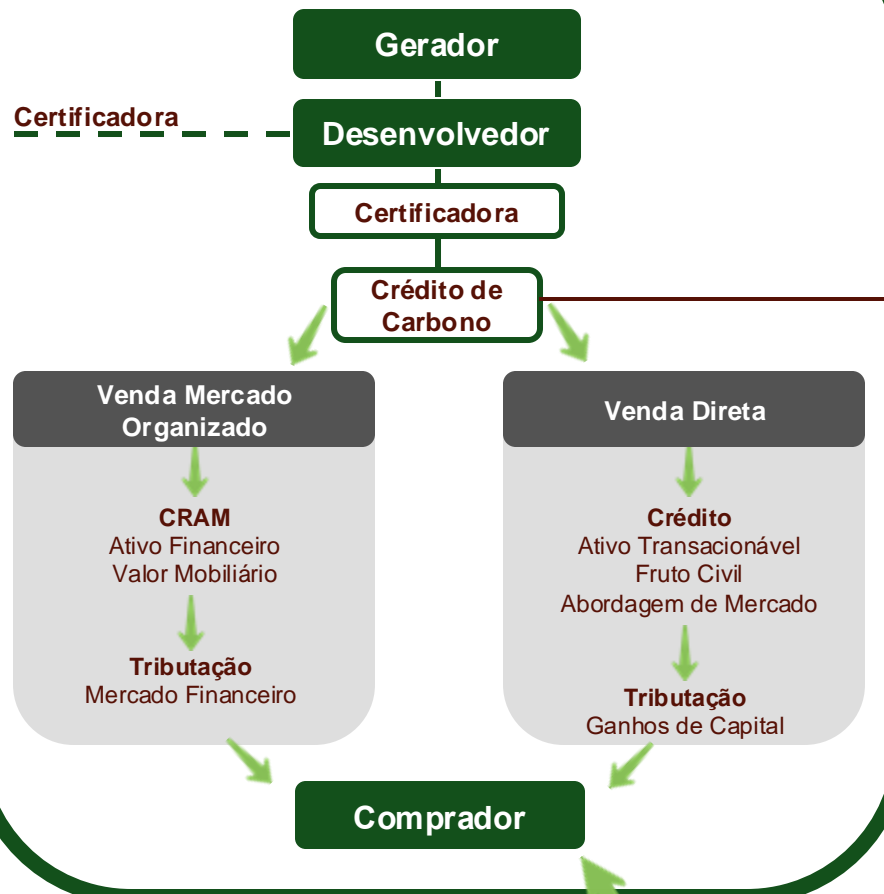 Gerador
Certificadora
Desenvolvedor
Certificadora
Crédito de
Carbono
Venda Mercado
Organizado
CRAM
Ativo Financeiro
Valor Mobiliário
Tributação
Mercado Financeiro
Venda Direta
Crédito
Ativo Transacionável
Fruto Civil
Abordagem de Mercado
Tributação
Ganhos de Capital
Comprador